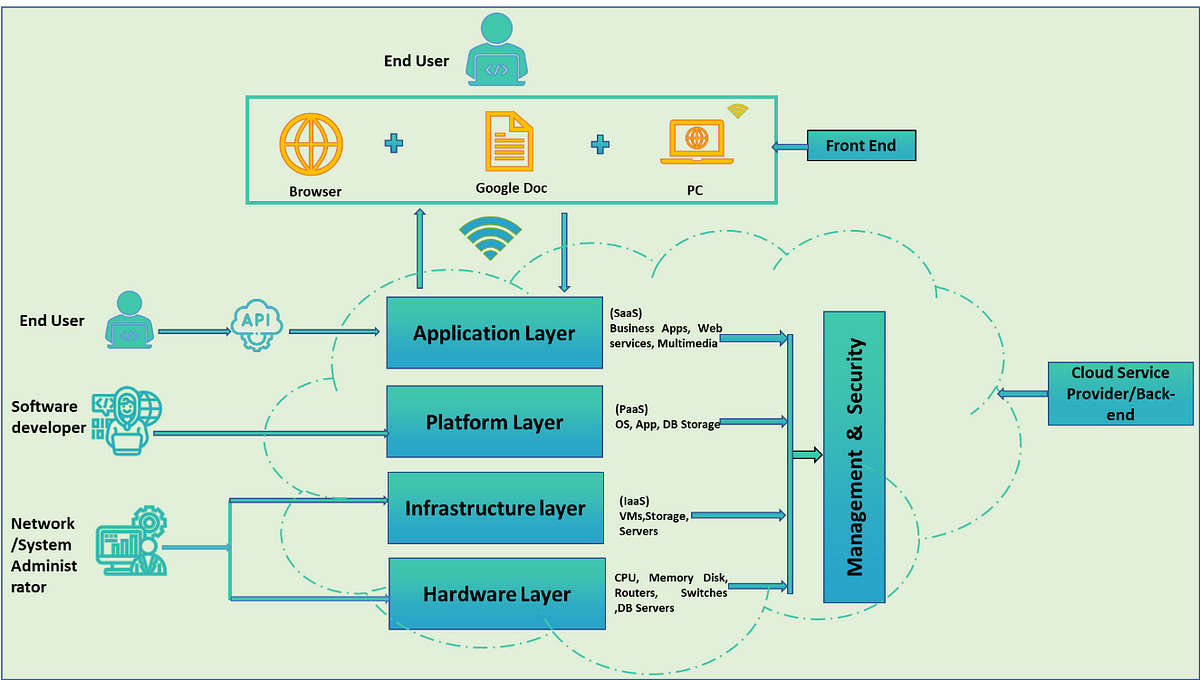 End User
Browser
Google Doc
PC
Front End
End User
API
Application Layer
(SaaS)
Business Apps, Web
services, Multimedia
Software
developer
Platform Layer
(PaaS)
OS, App, DB Storage
Network
/System
Administ
rator
Infrastructure layer
(IaaS)
VMs,Storage,
Servers
Hardware Layer
CPU, Memory Disk,
Routers, Switches
,DB Servers
Management & Security
Cloud Service
Provider/Back-
end